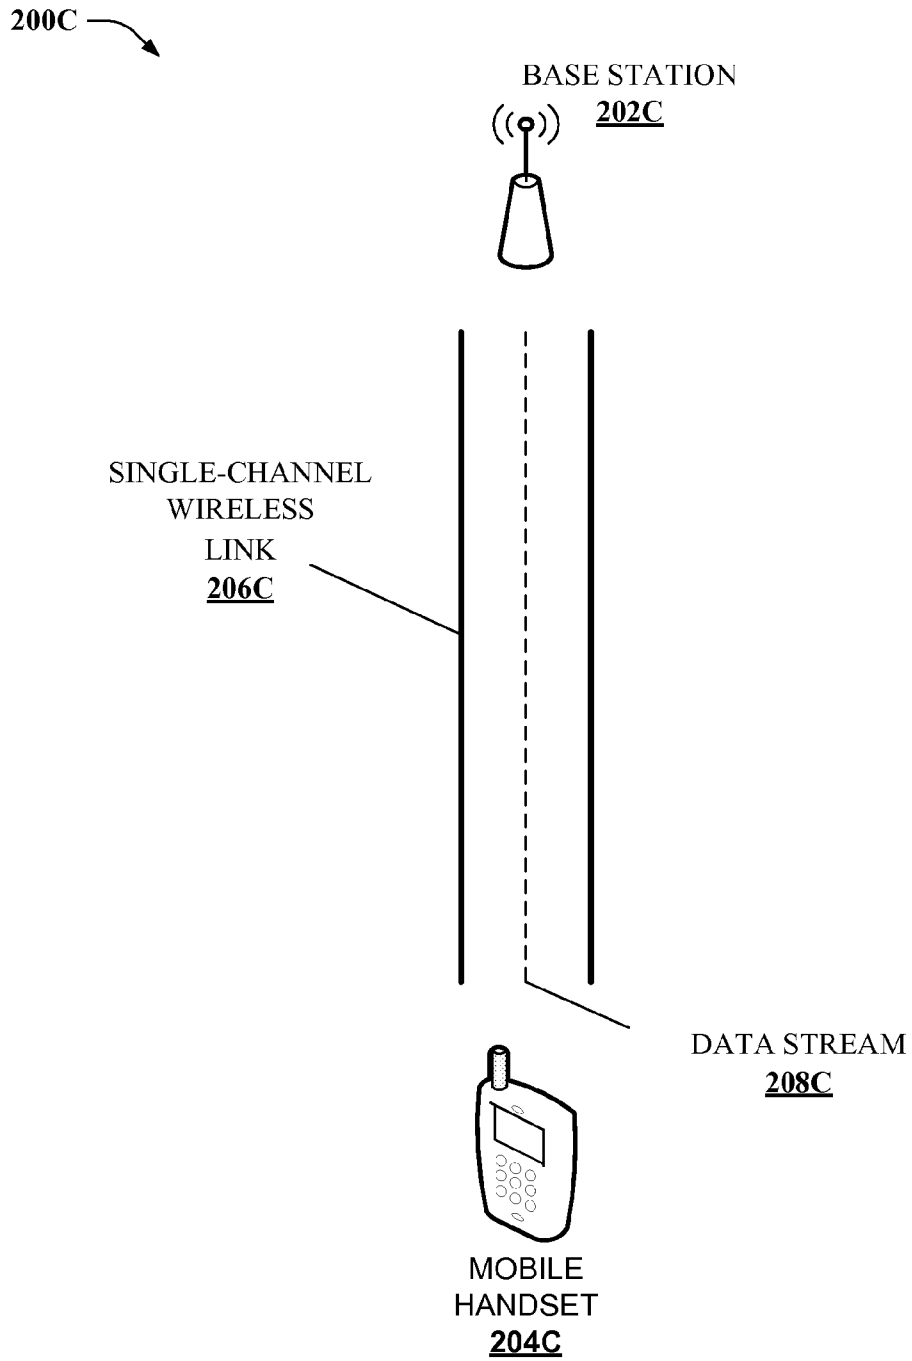 200C
BASE STATION
202C
SINGLE-CHANNEL
WIRELESS
LINK
206C
DATA STREAM
208C
MOBILE
HANDSET
204C